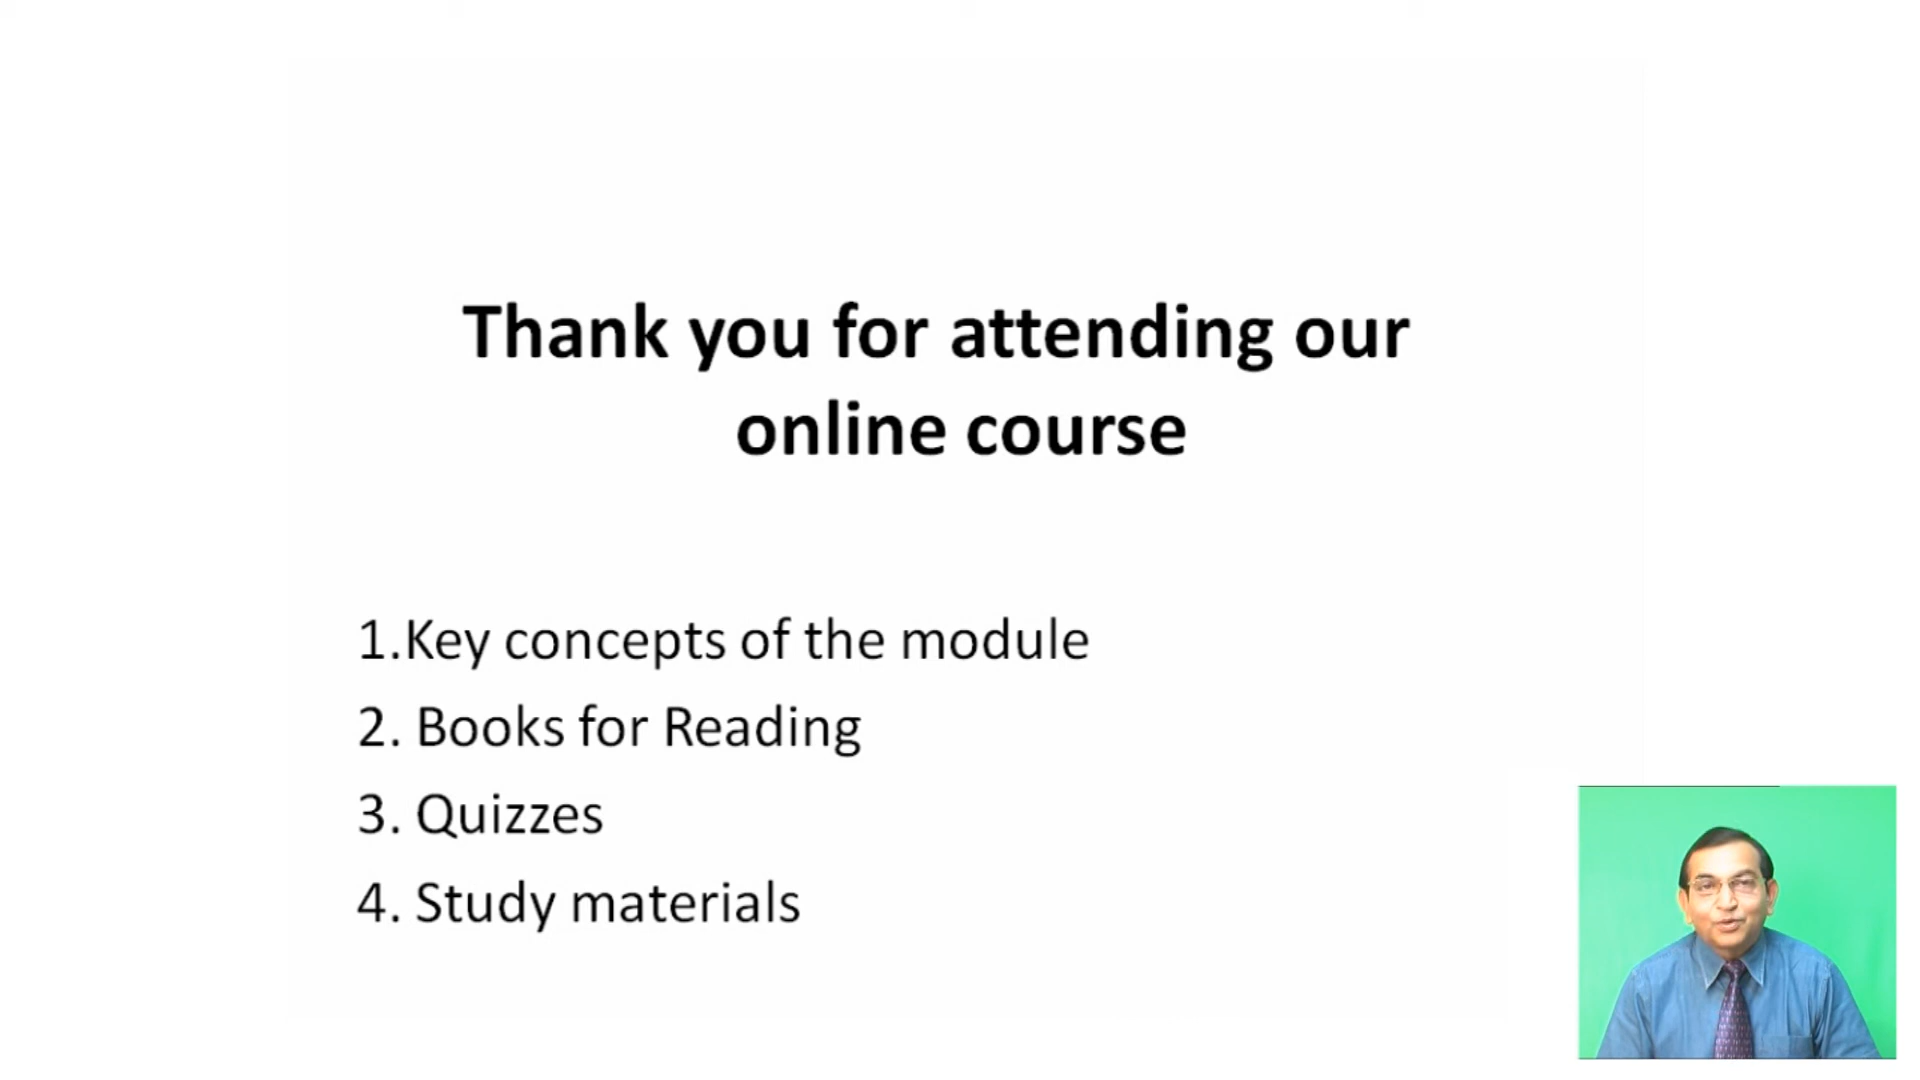 Thank you for attending our
online course
1.Key concepts of the module
2. Books for Reading
3. Quizzes
4. Study materials